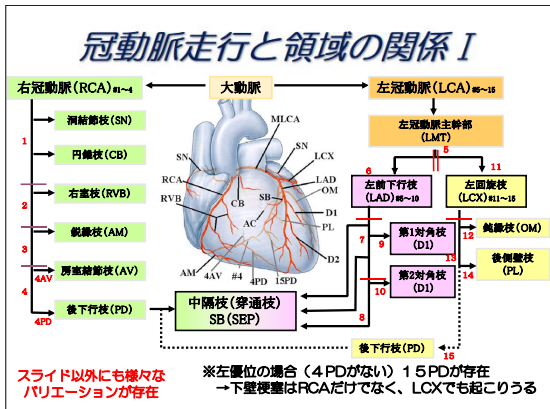 冠動脈走行と領域の関係Ⅰ
右冠動脈(RCA)#1~4
大動脈
左冠動脈(LCA)#5~15
洞結節枝(SN)
円錐枝(CB)
右室枝(RVB)
鋭縁枝(AM)
房室結節枝(AV)
後下行枝(PD)
1
2
3
4AV
4
4PD
MLCA
SN
SN
LCX
RCA
LAD
RVB
CB
SB
OM
AC
D1
PL
D2
AM
4AV
#4
4PD
15PD
左冠動脈主幹部
(LMT)
5
6
11
左前下行枝
(LAD)#6~10
左回旋枝
(LCX)#11~15
7
9
第1対角枝
(D1)
12
鈍縁枝(OM)
13
14
後側壁枝
(PL)
10
第2対角枝
(D1)
8
中隔枝(穿通枝)
SB(SEP)
後下行枝(PD)
15
スライド以外にも様々な
バリエーションが存在
※左優位の場合(4PDがない)15PDが存在
→下壁梗塞はRCAだけでなく、LCXでも起こりうる